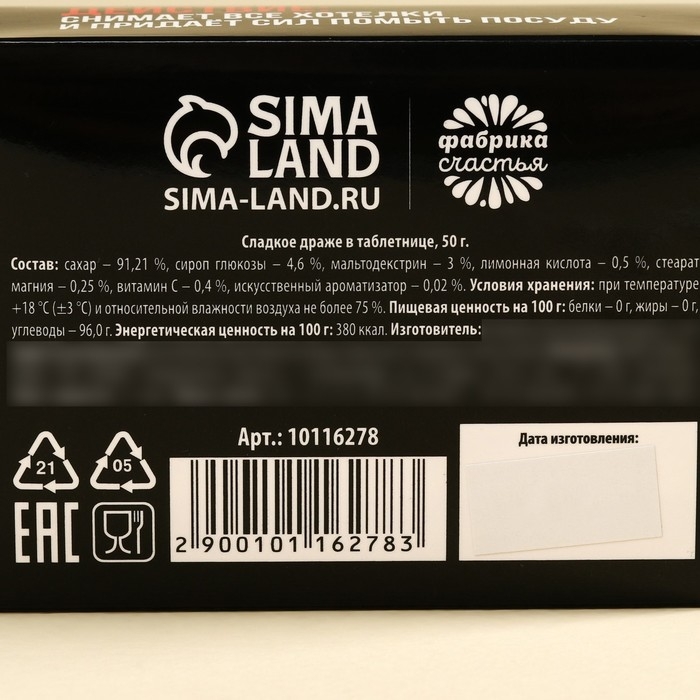 ДЕЙСТВИЕ:
СНИМАЕТ ВСЕ ХОТЕЛКИ
И ПРИДАЕТ СИЛ ПОМЫТЬ ПОСУДУ
SIMA
LAND
SIMA-LAND.RU
фабрика
счастья
Сладкое драже в таблетнице, 50 г.
Состав: сахар – 91,21 %, сироп глюкозы – 4,6 %, мальтодекстрин – 3 %, лимонная кислота – 0,5 %, стеарат
магния – 0,25 %, витамин С – 0,4 %, искусственный ароматизатор – 0,02 %. Условия хранения: при температуре
+18 °С (±3 °С) и относительной влажности воздуха не более 75 %. Пищевая ценность на 100 г: белки – 0 г, жиры – 0 г,
углеводы – 96,0 г. Энергетическая ценность на 100 г: 380 ккал. Изготовитель:
Арт.: 10116278
Дата изготовления:
21
05
EAC
2 900101 162783